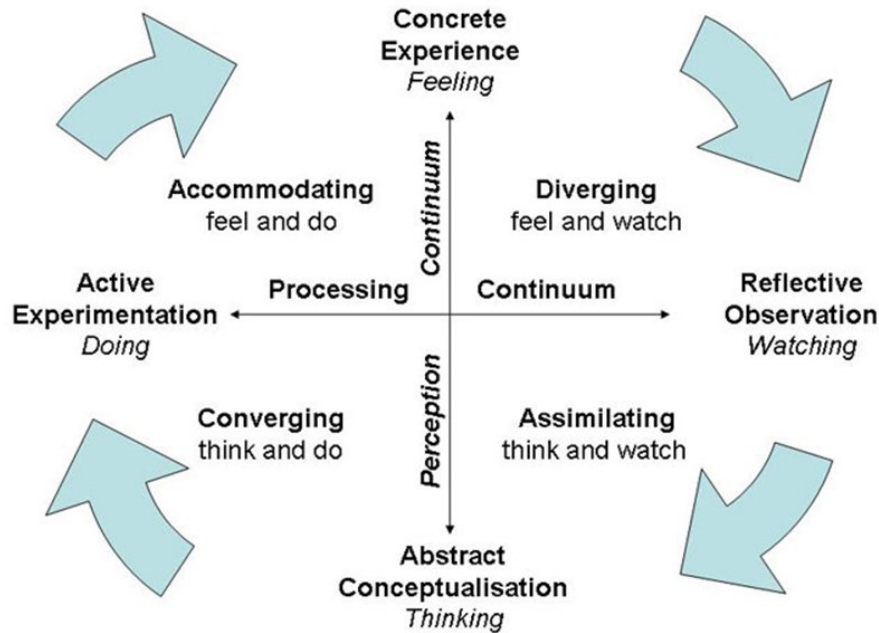 Concrete
Experience
Feeling
Accommodating
feel and do
Continuum
Diverging
feel and watch
Active
Experimentation
Doing
Processing
Continuum
Reflective
Observation
Watching
Converging
think and do
Perception
Assimilating
think and watch
Abstract
Conceptualisation
Thinking